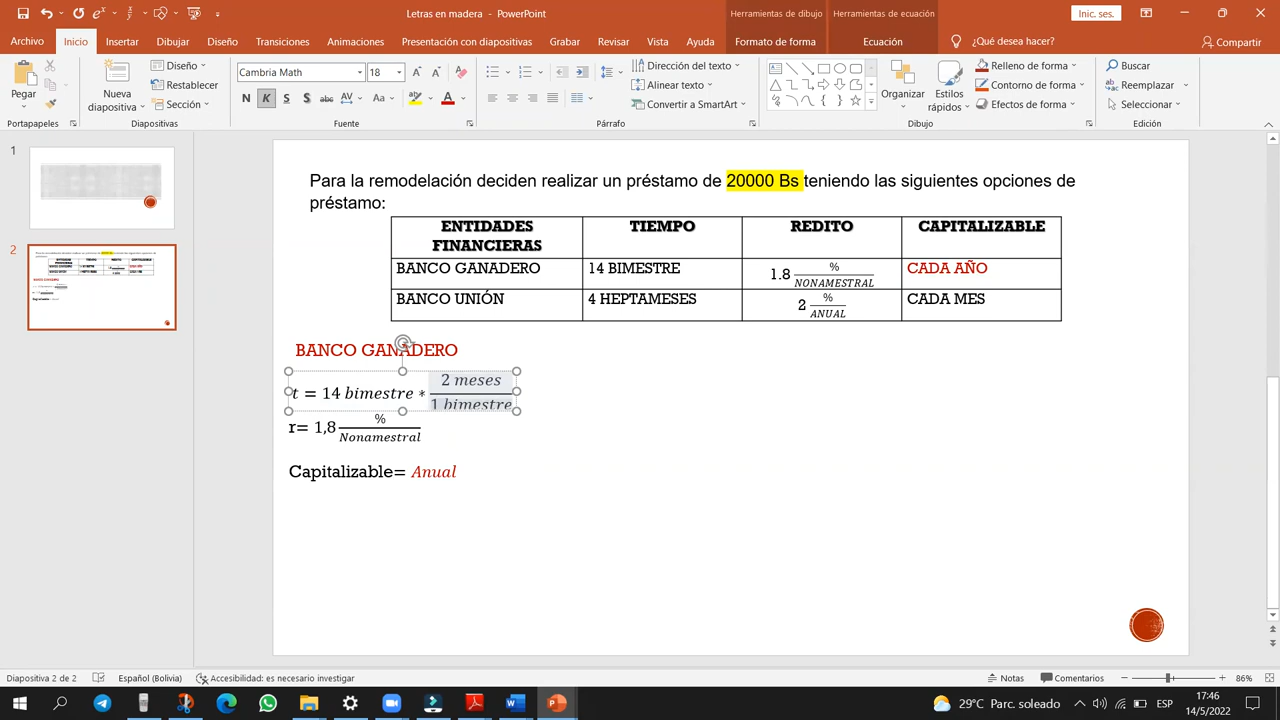 Letras en madera - PowerPoint
Herramientas de dibujo
Herramientas de ecuación
Inic. ses.
Archivo Inicio Insertar Dibujar Diseño Transiciones Animaciones Presentación con diapositivas Grabar Revisar Vista Ayuda Formato de forma Ecuación ¿Qué desea hacer? Compartir
Pegar
Nueva diapositiva
Diseño
Restablecer
Sección
Cambria Math 18
N K S S abc AV Aa A
Dirección del texto
Alinear texto
Convertir a SmartArt
Organizar
Estilos rápidos
Relleno de forma
Contorno de forma
Efectos de forma
Buscar
Reemplazar
Seleccionar
Portapapeles Diapositivas Fuente Párrafo Dibujo Edición
1
2
Para la remodelación deciden realizar un préstamo de 20000 Bs teniendo las siguientes opciones de
préstamo:
ENTIDADES FINANCIERAS TIEMPO REDITO CAPITALIZABLE
BANCO GANADERO 14 BIMESTRE 1.8 %/NONAMESTRAL CADA AÑO
BANCO UNIÓN 4 HEPTAMESES 2 %/ANUAL CADA MES
BANCO GANADERO
t = 14 bimestre * 2 meses/1 bimestre
r= 1,8 %/Nonamestral
Capitalizable= Anual
Diapositiva 2 de 2 Español (Bolivia) Accesibilidad: es necesario investigar Notas Comentarios 86%
29°C Parc. soleado ESP 17:46
14/5/2022